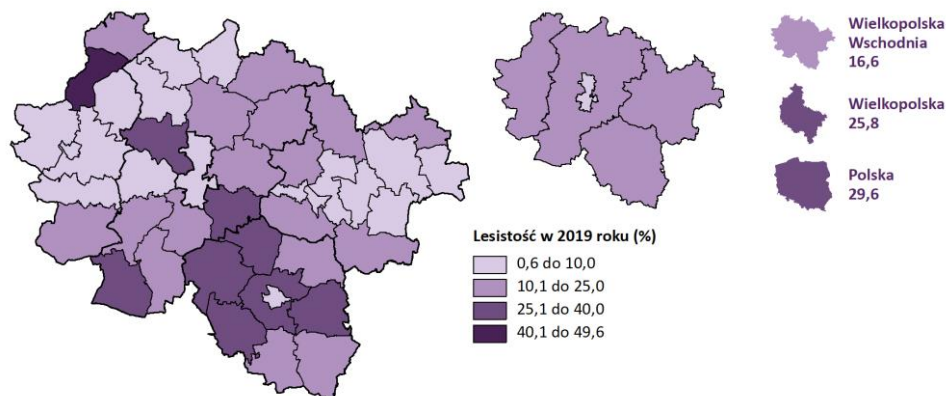 Wielkopolska
Wschodnia
16,6
Wielkopolska
25,8
Polska
29,6
Lesistość w 2019 roku (%)
0,6 do 10,0
10,1 do 25,0
25,1 do 40,0
40,1 do 49,6